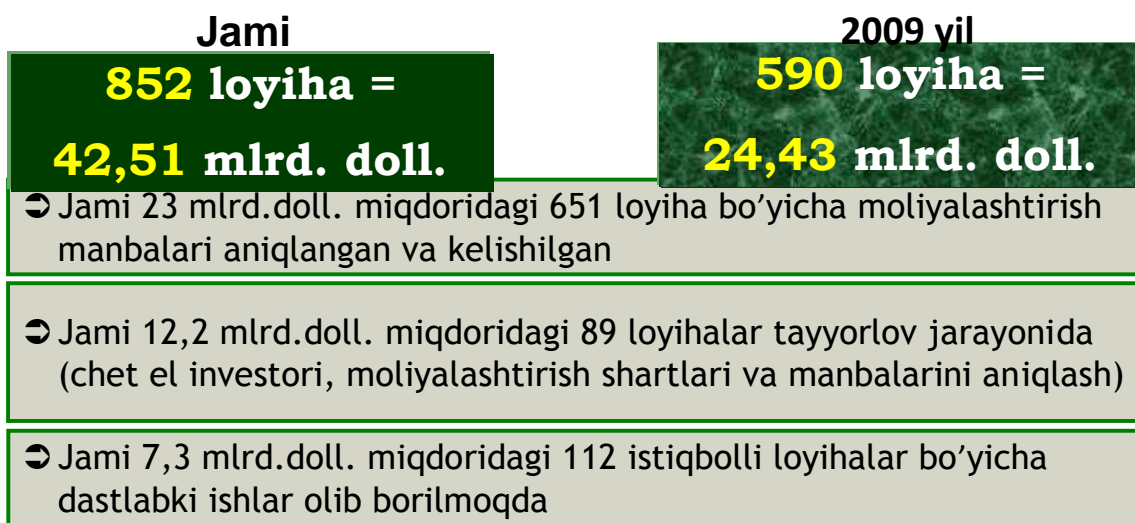 Jami
852 loyiha =
42,51 mlrd. doll.
2009 yil
590 loyiha =
24,43 mlrd. doll.
➲ Jami 23 mlrd.doll. miqdoridagi 651 loyiha bo’yicha moliyalashtirish
manbalari aniqlangan va kelishilgan
➲ Jami 12,2 mlrd.doll. miqdoridagi 89 loyihalar tayyorlov jarayonida
(chet el investori, moliyalashtirish shartlari va manbalarini aniqlash)
➲ Jami 7,3 mlrd.doll. miqdoridagi 112 istiqbolli loyihalar bo’yicha
dastlabki ishlar olib borilmoqda